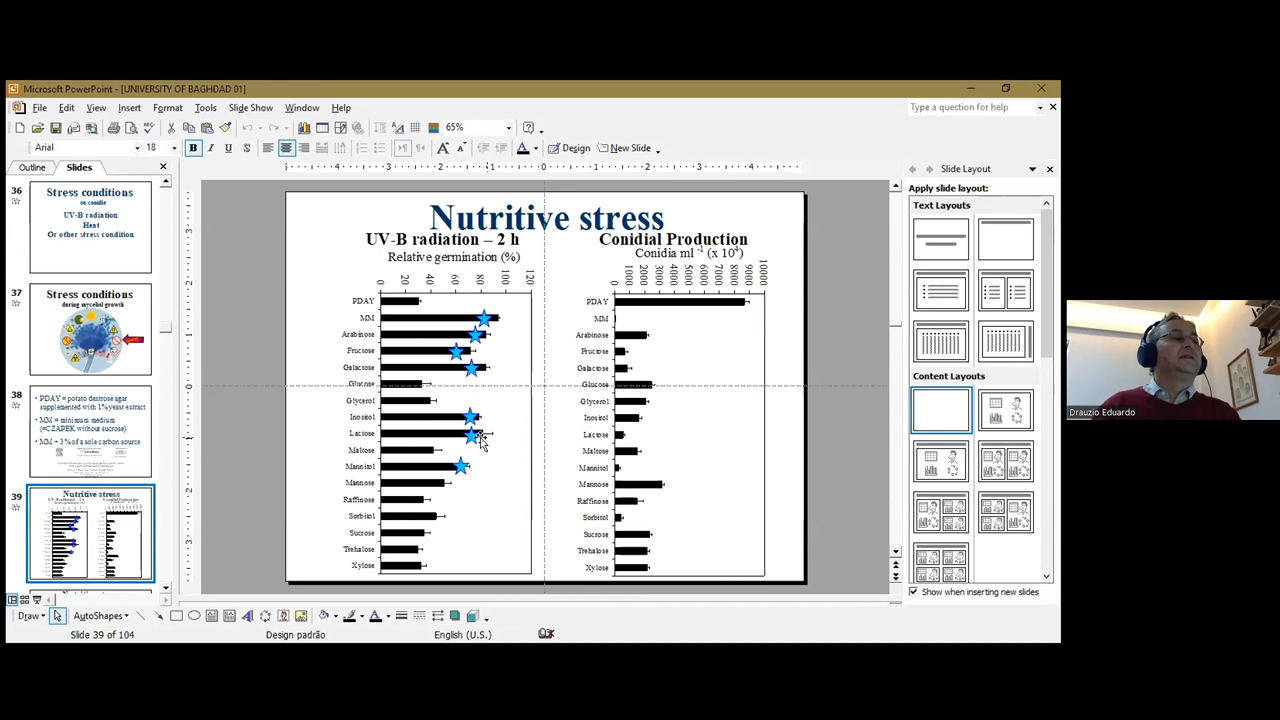 Microsoft PowerPoint - [UNIVERSITY OF BAGHDAD 01]
File Edit View Insert Format Tools Slide Show Window Help
Type a question for help
65%
Arial 18 B I U S A A A Design New Slide
Outline Slides
Slide Layout
Apply slide layout:
Text Layouts
Content Layouts
Show when inserting new slides
36
Stress conditions
on conidia
UV-B radiation
Heat
Or other stress condition
37
Stress conditions
during mycelial growth
38
• PDAY = potato dextrose agar
supplemented with 1% yeast extract
• MM = minimum medium
(=CZAPEK without sucrose)
• MM + 3% of a sole carbon source
39
Nutritive stress
Nutritive stress
UV-B radiation – 2 h
Relative germination (%)
0 20 40 60 80 100 120
PDAY
MM
Arabinose
Fructose
Galactose
Glucose
Glycerol
Inositol
Lactose
Maltose
Mannitol
Mannose
Raffinose
Sorbitol
Sucrose
Trehalose
Xylose
Conidial Production
Conidia ml -1 (x 104)
0 1000 2000 3000 4000 5000 6000 7000 8000 9000 10000
PDAY
MM
Arabinose
Fructose
Galactose
Glucose
Glycerol
Inositol
Lactose
Maltose
Mannitol
Mannose
Raffinose
Sorbitol
Sucrose
Trehalose
Xylose
Draw AutoShapes
Slide 39 of 104 Design padrão English (U.S.)
Drauzio Eduardo